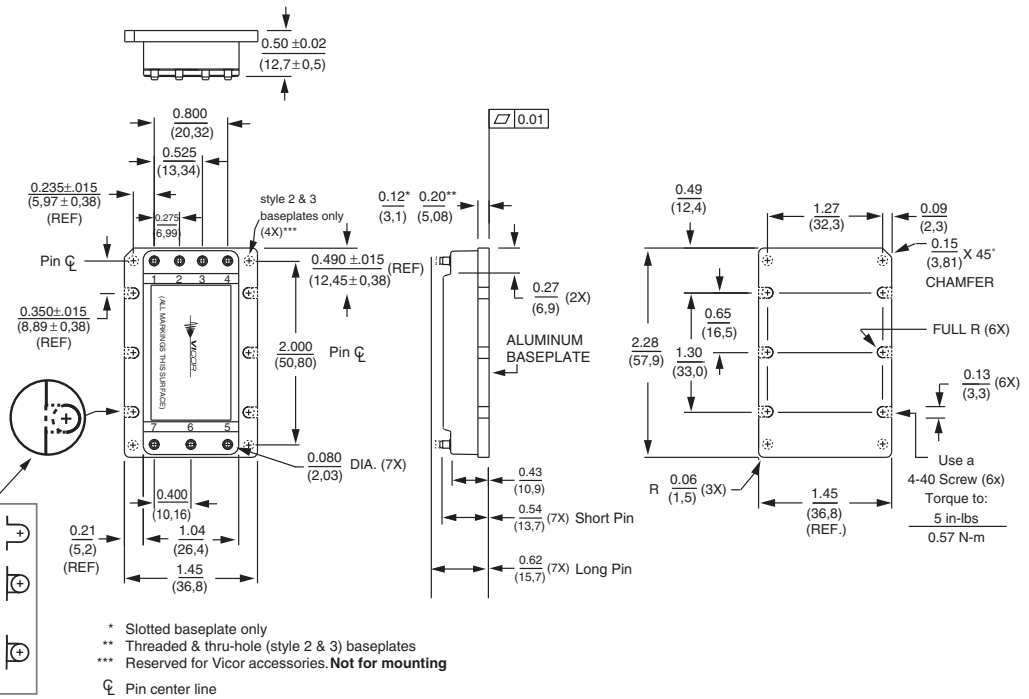 0.50 ±0.02
(12,7±0,5)
0.01
0.800
(20,32)
0.525
(13,34)
0.235±.015
(5,97 ± 0,38)
(REF)
0.275
(6,99)
style 2 & 3
baseplates only
(4X)***
0.12*
(3,1)
0.20**
(5,08)
0.49
(12,4)
1.27
(32,3)
0.09
(2,3)
0.15
(3,81)
X 45°
CHAMFER
Pin ℄
1 2 3 4
0.490 ±.015 (REF)
(12,45±0,38)
0.27
(6,9)
(2X)
0.350±.015
(8,89 ± 0,38)
(REF)
(ALL MARKINGS THIS SURFACE)
VICOR
2.000
(50,80)
Pin ℄
ALUMINUM
BASEPLATE
0.65
(16,5)
2.28
(57,9)
1.30
(33,0)
FULL R (6X)
0.13
(3,3)
(6X)
7 6 5
0.080
(2,03)
DIA. (7X)
0.400
(10,16)
0.43
(10,9)
0.54
(13,7)
(7X) Short Pin
0.62
(15,7)
(7X) Long Pin
R 0.06
(1,5)
(3X)
1.45
(36,8)
(REF.)
Use a
4-40 Screw (6x)
Torque to:
5 in-lbs
0.57 N-m
0.21
(5,2)
(REF)
1.04
(26,4)
1.45
(36,8)
* Slotted baseplate only
** Threaded & thru-hole (style 2 & 3) baseplates
*** Reserved for Vicor accessories. Not for mounting
℄ Pin center line